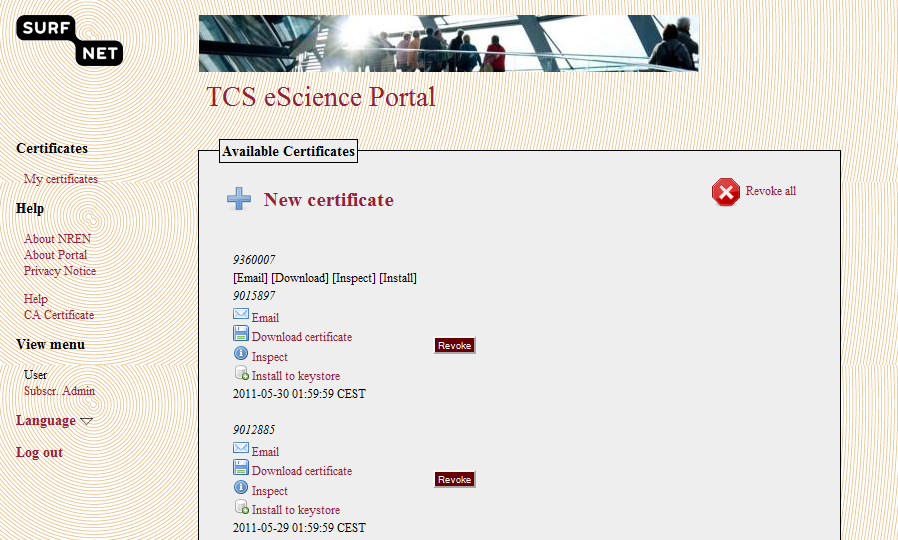 SURF
NET
TCS eScience Portal
Certificates
My certificates
Help
About NREN
About Portal
Privacy Notice
Help
CA Certificate
View menu
User
Subscr. Admin
Language
Log out
Available Certificates
New certificate
Revoke all
9360007
[Email] [Download] [Inspect] [Install]
9015897
Email
Download certificate
Revoke
Inspect
Install to keystore
2011-05-30 01:59:59 CEST
9012885
Email
Download certificate
Revoke
Inspect
Install to keystore
2011-05-29 01:59:59 CEST